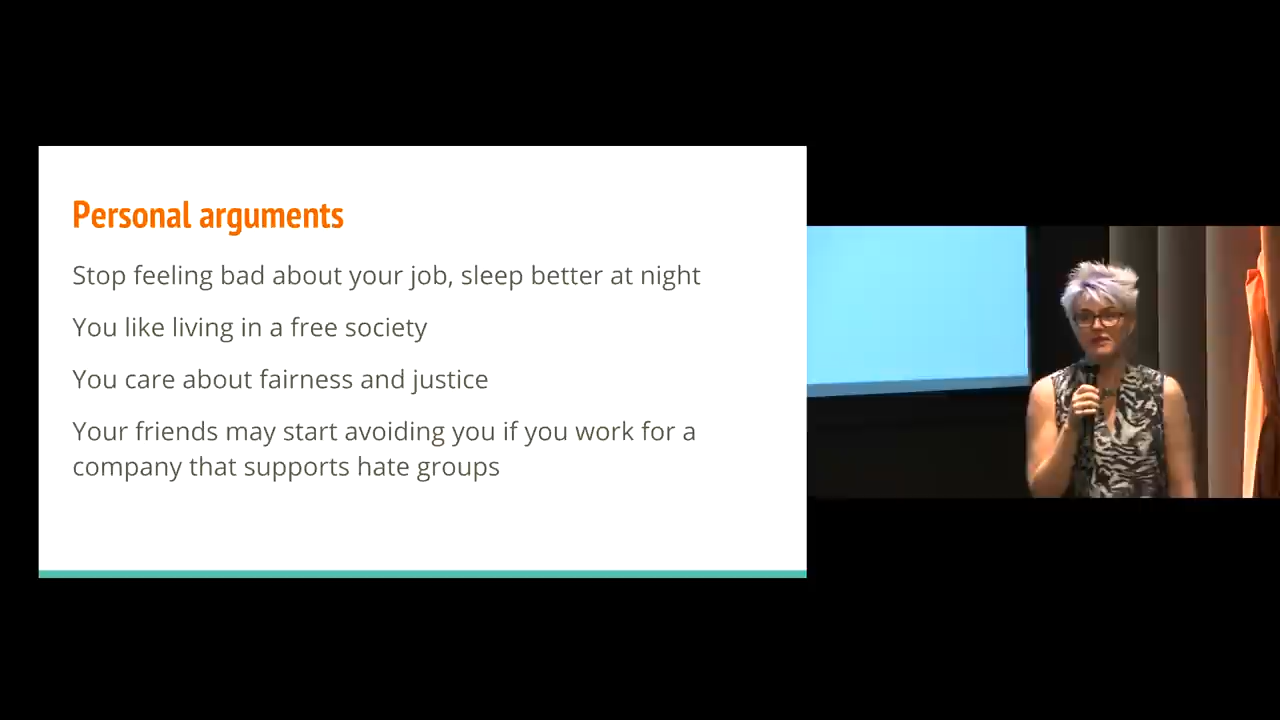 Personal arguments
Stop feeling bad about your job, sleep better at night
You like living in a free society
You care about fairness and justice
Your friends may start avoiding you if you work for a
company that supports hate groups